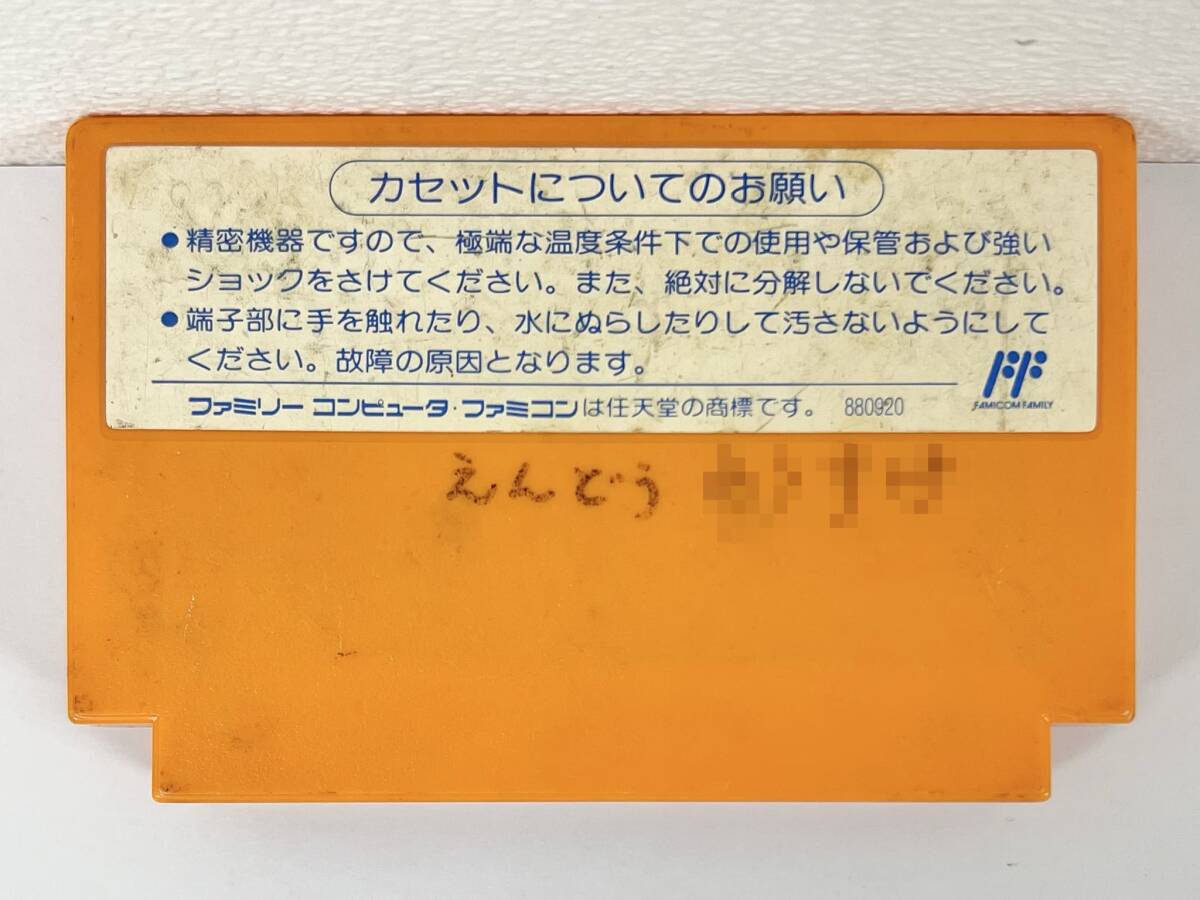 カセットについてのお願い
●精密機器ですので、極端な温度条件下での使用や保管および強い
ショックをさけてください。また、絶対に分解しないでください。
●端子部に手を触れたり、水にぬらしたりして汚さないようにして
ください。故障の原因となります。
FAMICOM FAMILY
ファミリー コンピュータ・ファミコンは任天堂の商標です。 880920
えんどう